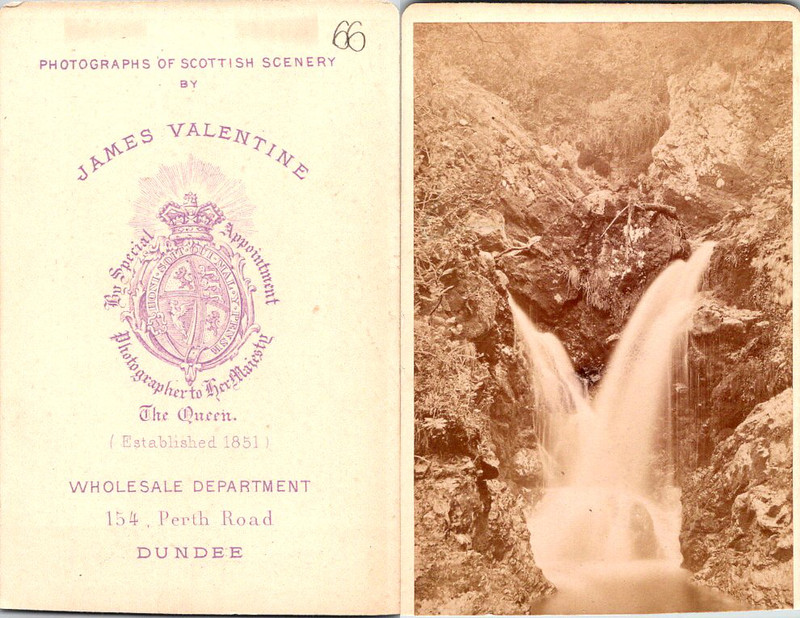 66
PHOTOGRAPHS OF SCOTTISH SCENERY
BY
JAMES VALENTINE
By Special Appointment
Photographer to Her Majesty
The Queen.
(Established 1851)
WHOLESALE DEPARTMENT
154, Perth Road
DUNDEE